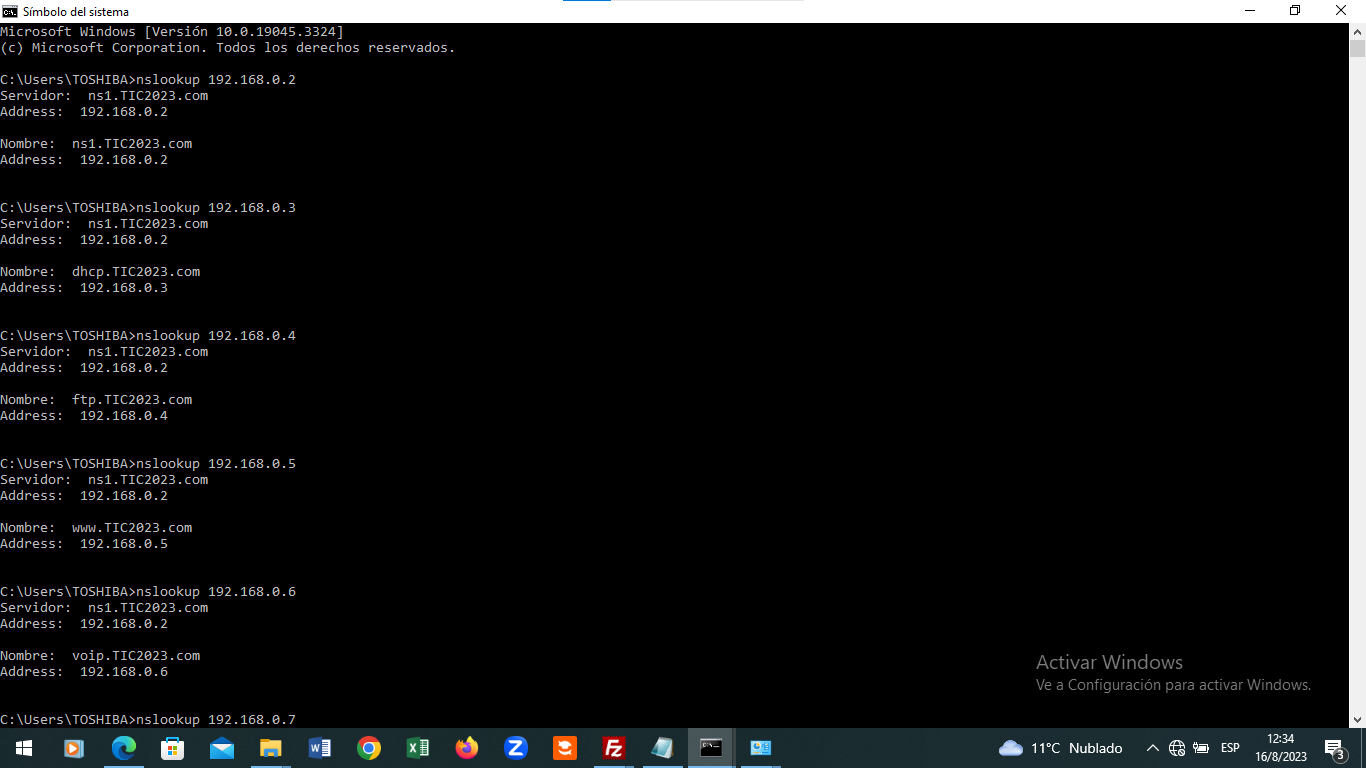 Símbolo del sistema
Microsoft Windows [Versión 10.0.19045.3324]
(c) Microsoft Corporation. Todos los derechos reservados.
C:\Users\TOSHIBA>nslookup 192.168.0.2
Servidor:  ns1.TIC2023.com
Address:  192.168.0.2
Nombre:  ns1.TIC2023.com
Address:  192.168.0.2
C:\Users\TOSHIBA>nslookup 192.168.0.3
Servidor:  ns1.TIC2023.com
Address:  192.168.0.2
Nombre:  dhcp.TIC2023.com
Address:  192.168.0.3
C:\Users\TOSHIBA>nslookup 192.168.0.4
Servidor:  ns1.TIC2023.com
Address:  192.168.0.2
Nombre:  ftp.TIC2023.com
Address:  192.168.0.4
C:\Users\TOSHIBA>nslookup 192.168.0.5
Servidor:  ns1.TIC2023.com
Address:  192.168.0.2
Nombre:  www.TIC2023.com
Address:  192.168.0.5
C:\Users\TOSHIBA>nslookup 192.168.0.6
Servidor:  ns1.TIC2023.com
Address:  192.168.0.2
Nombre:  voip.TIC2023.com
Address:  192.168.0.6
C:\Users\TOSHIBA>nslookup 192.168.0.7
Activar Windows
Ve a Configuración para activar Windows.
11°C Nublado
ESP
12:34
16/8/2023
3